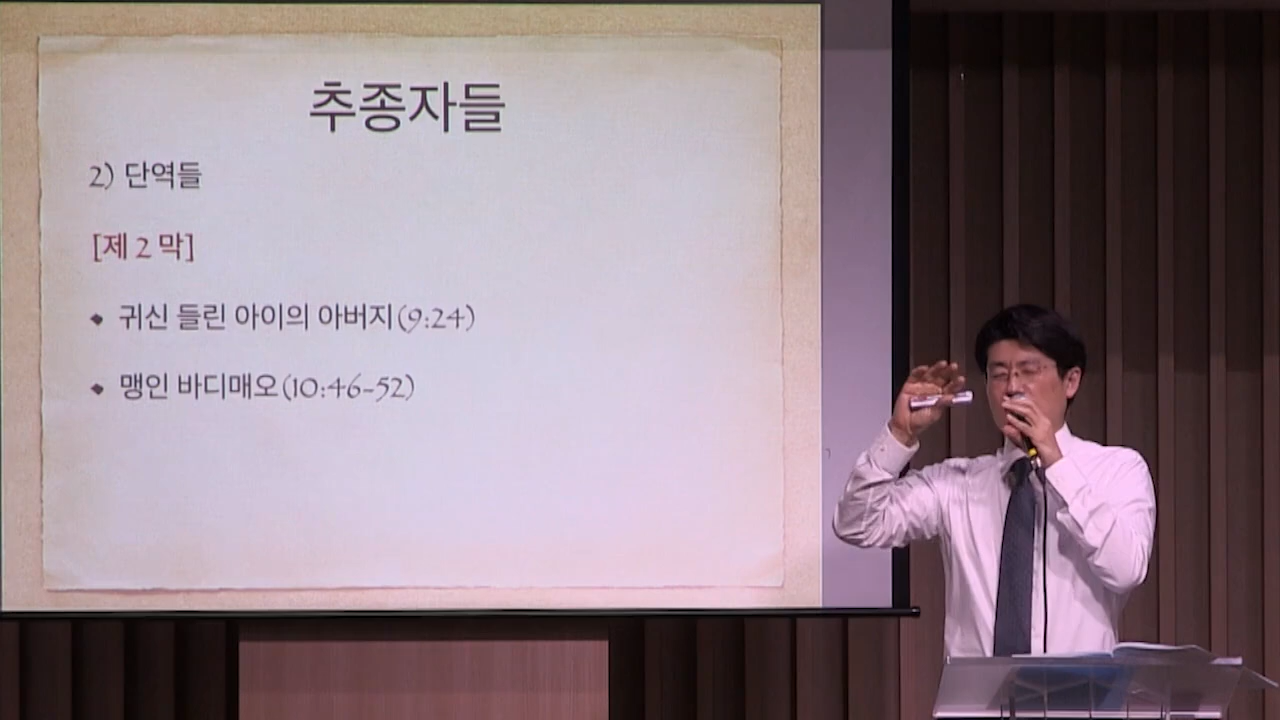 추종자들
2) 단역들
[제 2 막]
귀신 들린 아이의 아버지(9:24)
맹인 바디매오(10:46-52)